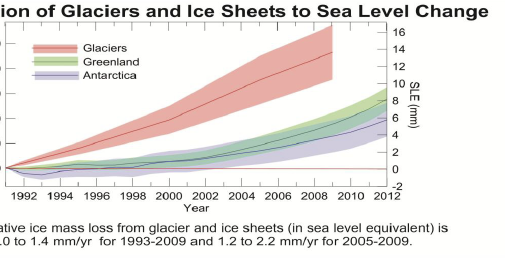 ion of Glaciers and Ice Sheets to Sea Level Change
Glaciers
Greenland
Antarctica
16
14
12
10
8
6
4
2
0
-2
SLE (mm)
1992 1994 1996 1998 2000 2002 2004 2006 2008 2010 2012
Year
ative ice mass loss from glacier and ice sheets (in sea level equivalent) is
.0 to 1.4 mm/yr for 1993-2009 and 1.2 to 2.2 mm/yr for 2005-2009.